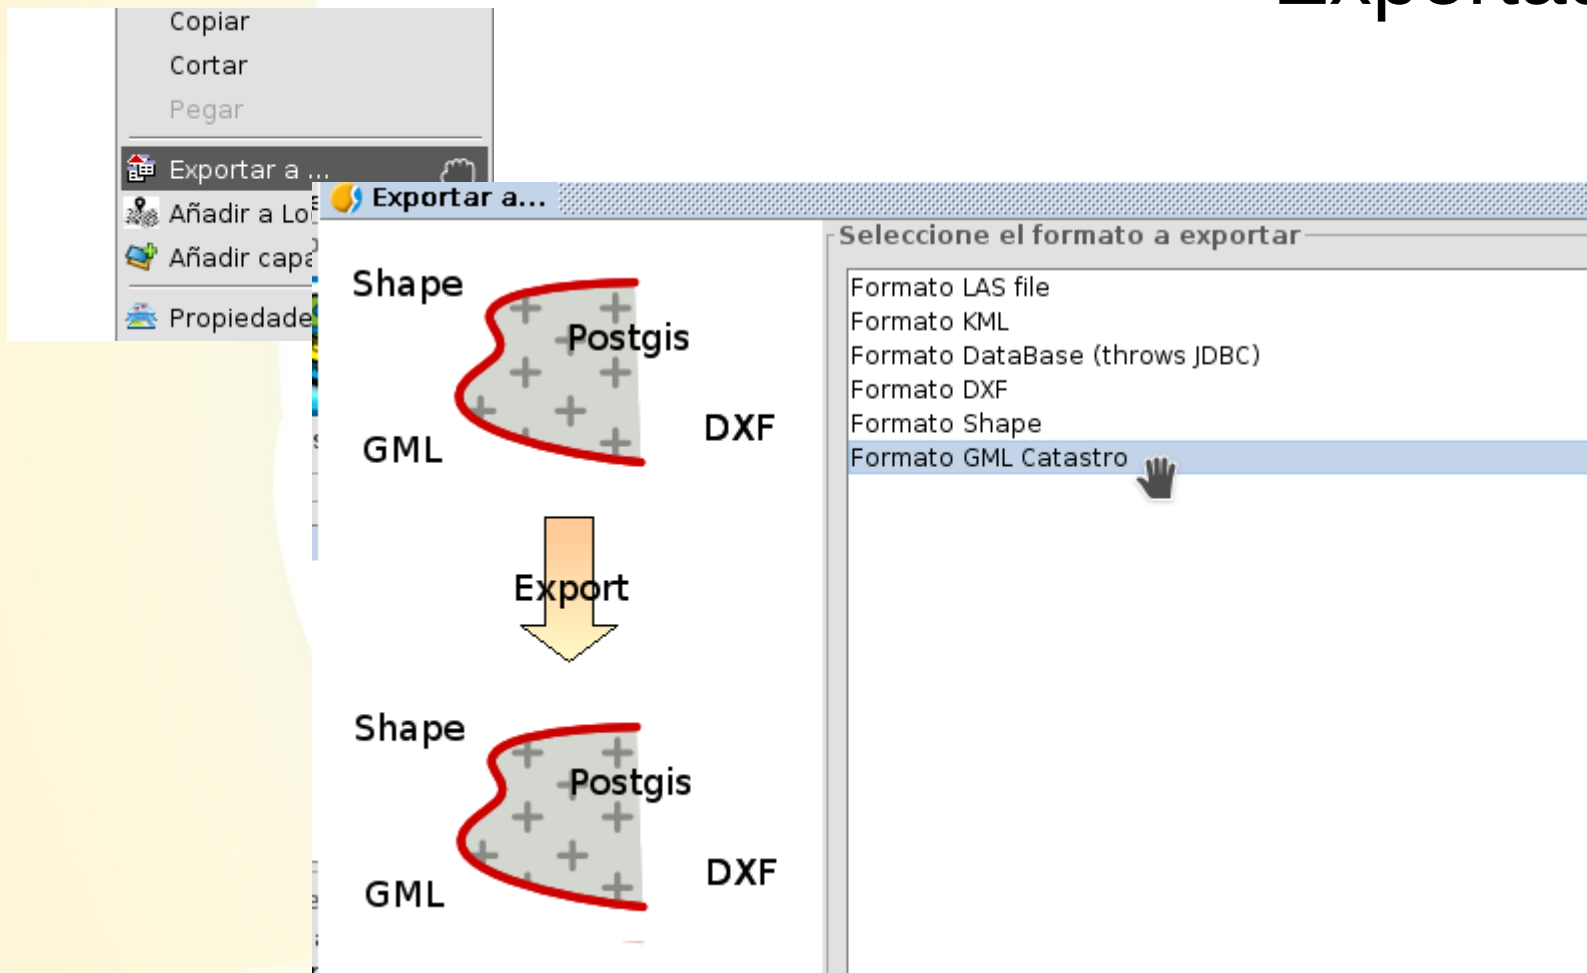 Copiar
Cortar
Pegar
Exportar a ...
Añadir a Lo
Añadir capa
Propiedade
Exportar a...
Shape
Postgis
GML
DXF
Export
Shape
Postgis
GML
DXF
Seleccione el formato a exportar
Formato LAS file
Formato KML
Formato DataBase (throws JDBC)
Formato DXF
Formato Shape
Formato GML Catastro